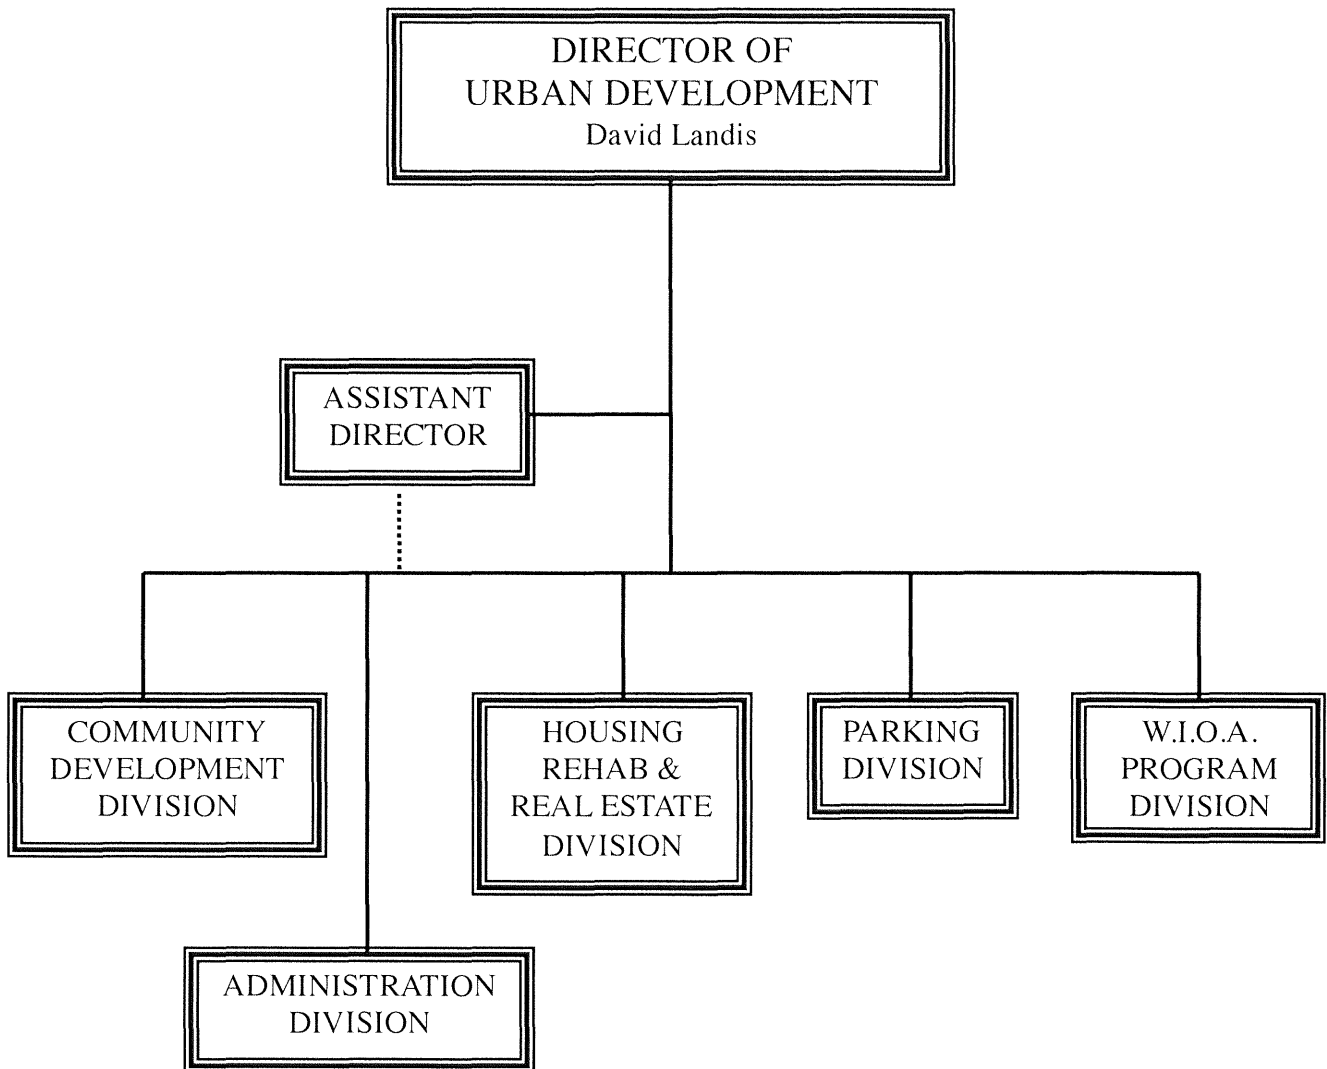 DIRECTOR OF
URBAN DEVELOPMENT
David Landis
ASSISTANT
DIRECTOR
COMMUNITY
DEVELOPMENT
DIVISION
HOUSING
REHAB &
REAL ESTATE
DIVISION
PARKING
DIVISION
W.I.O.A.
PROGRAM
DIVISION
ADMINISTRATION
DIVISION